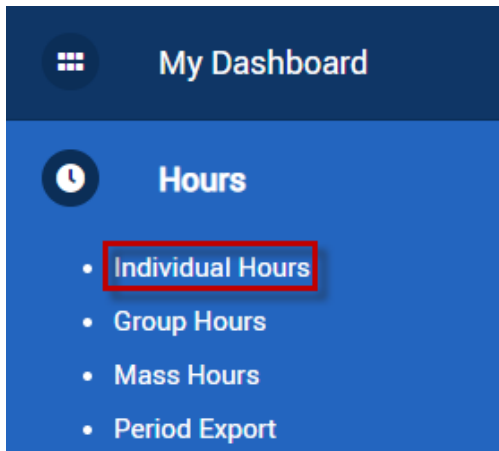 My Dashboard
Hours
Individual Hours
Group Hours
Mass Hours
Period Export